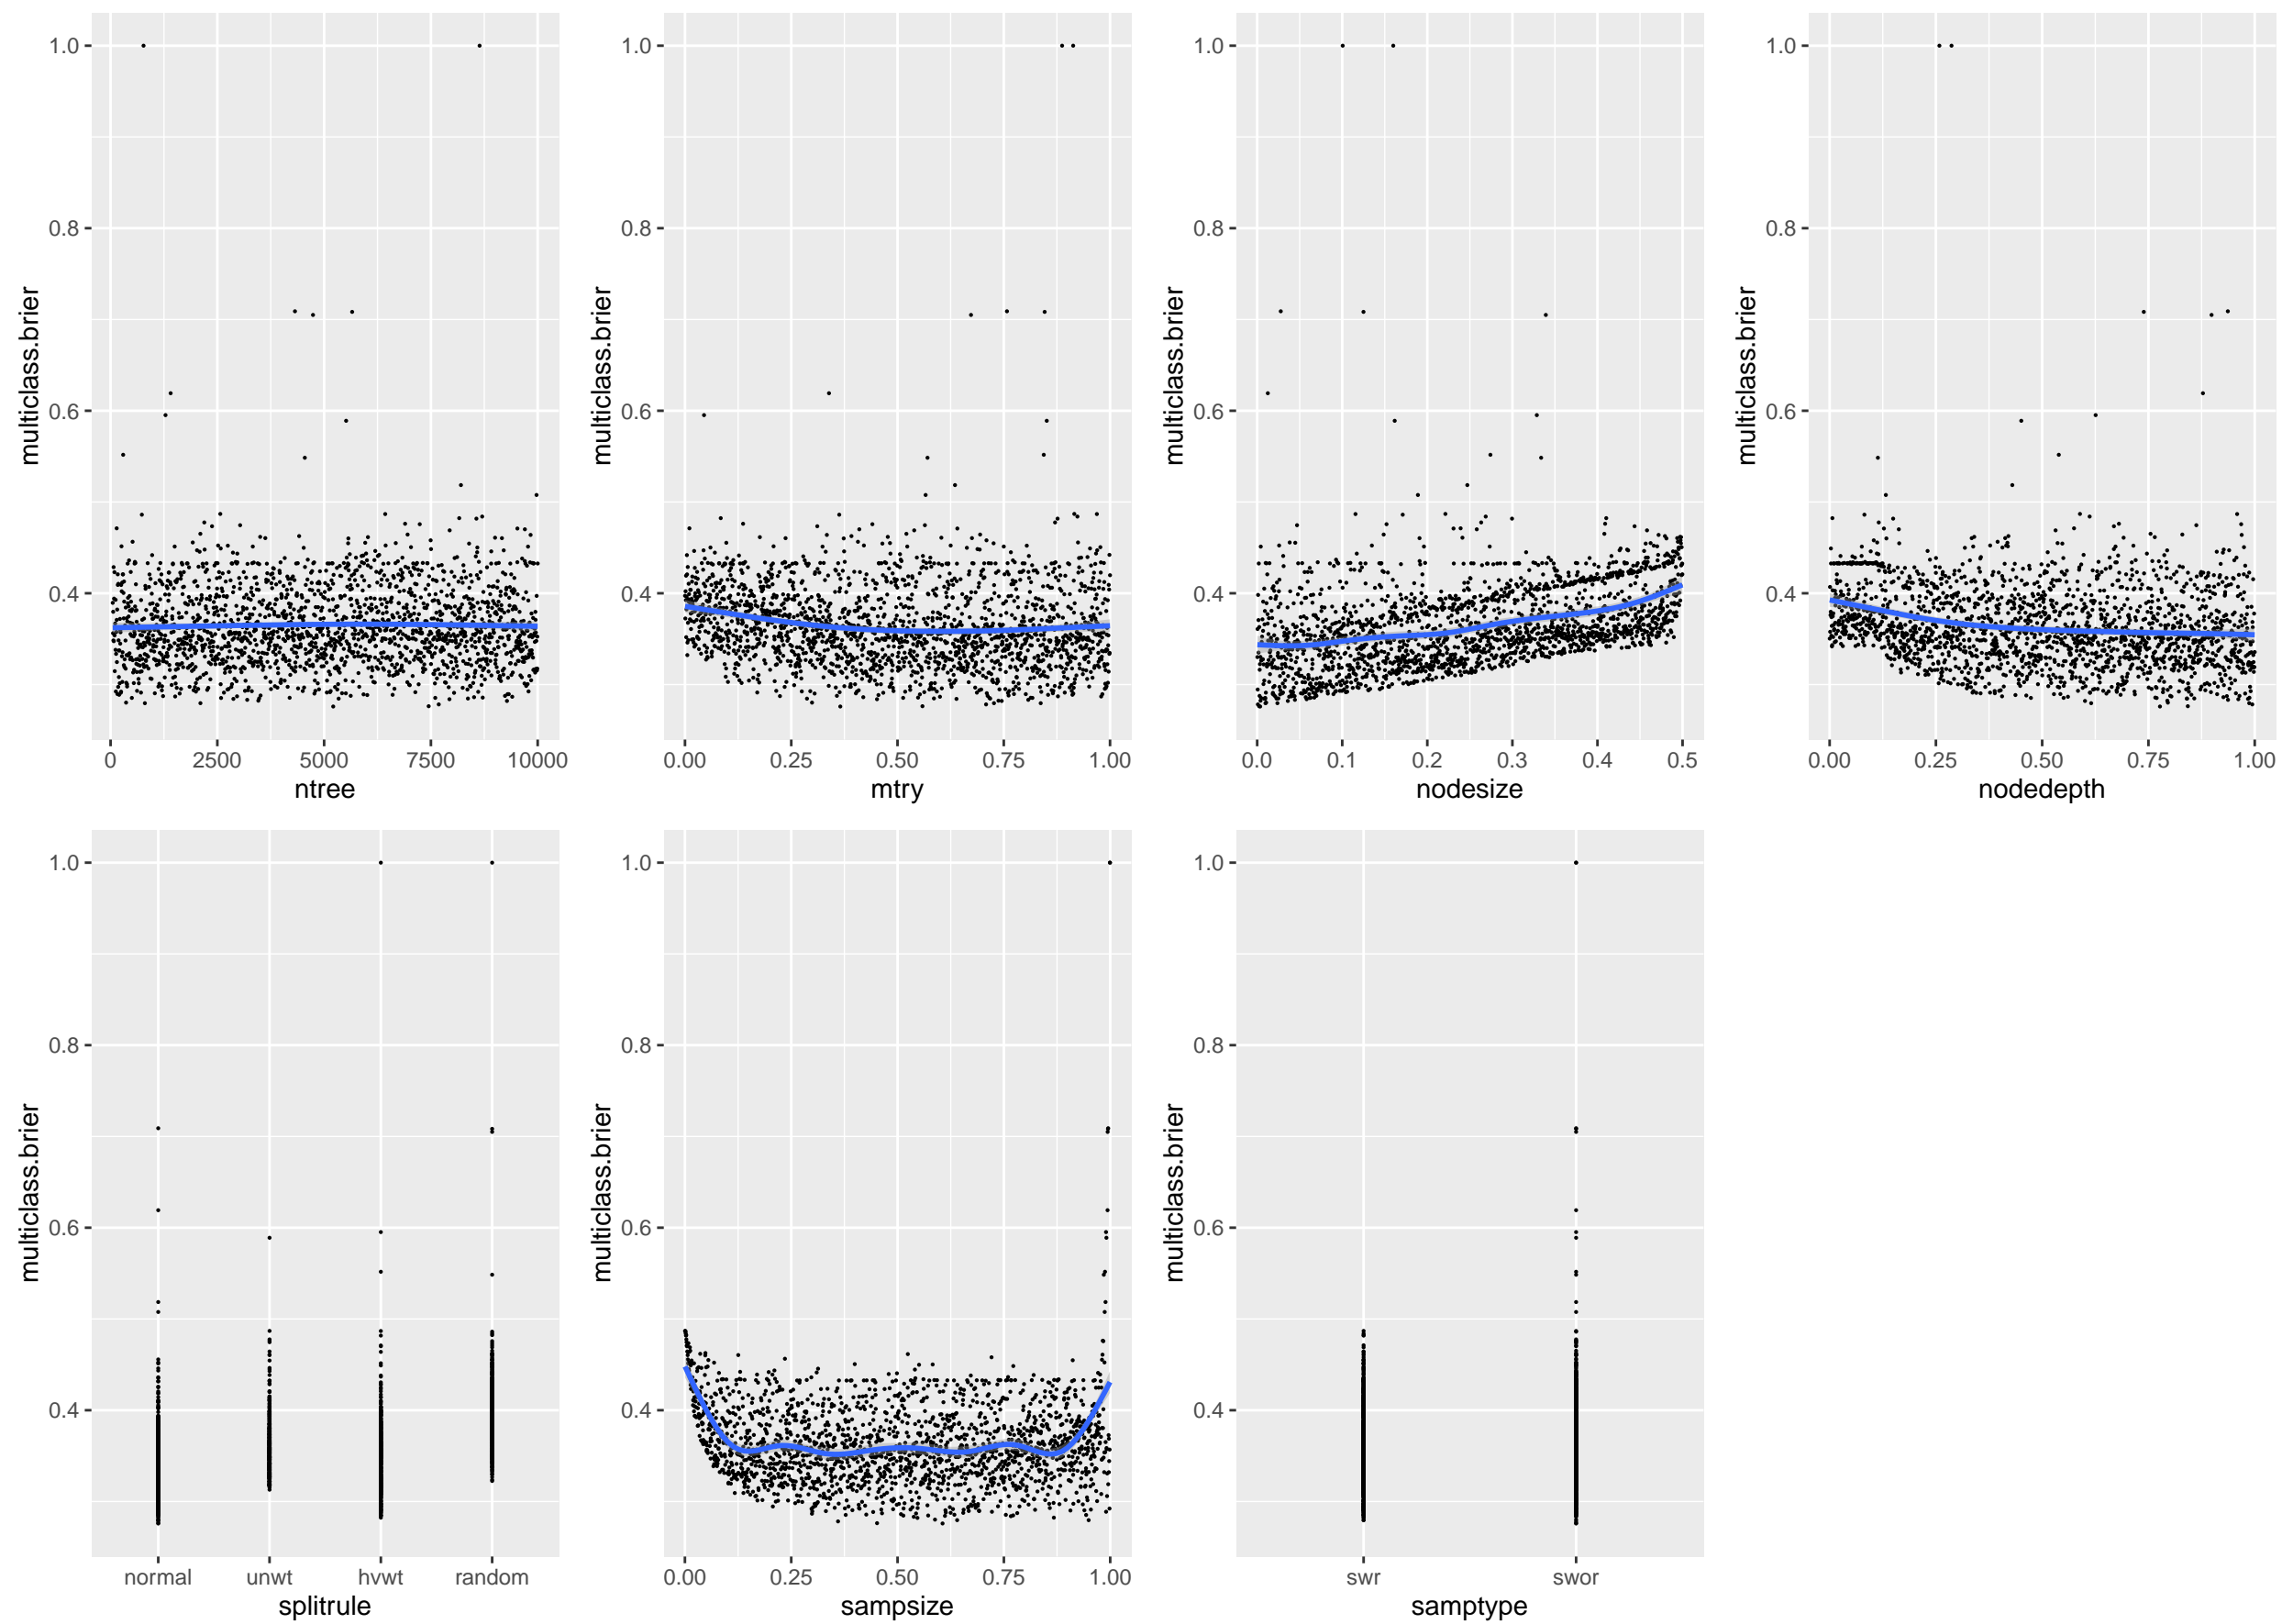 multiclass.brier
1.0
0.8
0.6
0.4
0 2500 5000 7500 10000
ntree
multiclass.brier
1.0
0.8
0.6
0.4
0.00 0.25 0.50 0.75 1.00
mtry
multiclass.brier
1.0
0.8
0.6
0.4
0.0 0.1 0.2 0.3 0.4 0.5
nodesize
multiclass.brier
1.0
0.8
0.6
0.4
0.00 0.25 0.50 0.75 1.00
nodedepth
multiclass.brier
1.0
0.8
0.6
0.4
normal unwt hvwt random
splitrule
multiclass.brier
1.0
0.8
0.6
0.4
0.00 0.25 0.50 0.75 1.00
sampsize
multiclass.brier
1.0
0.8
0.6
0.4
swr swor
samptype